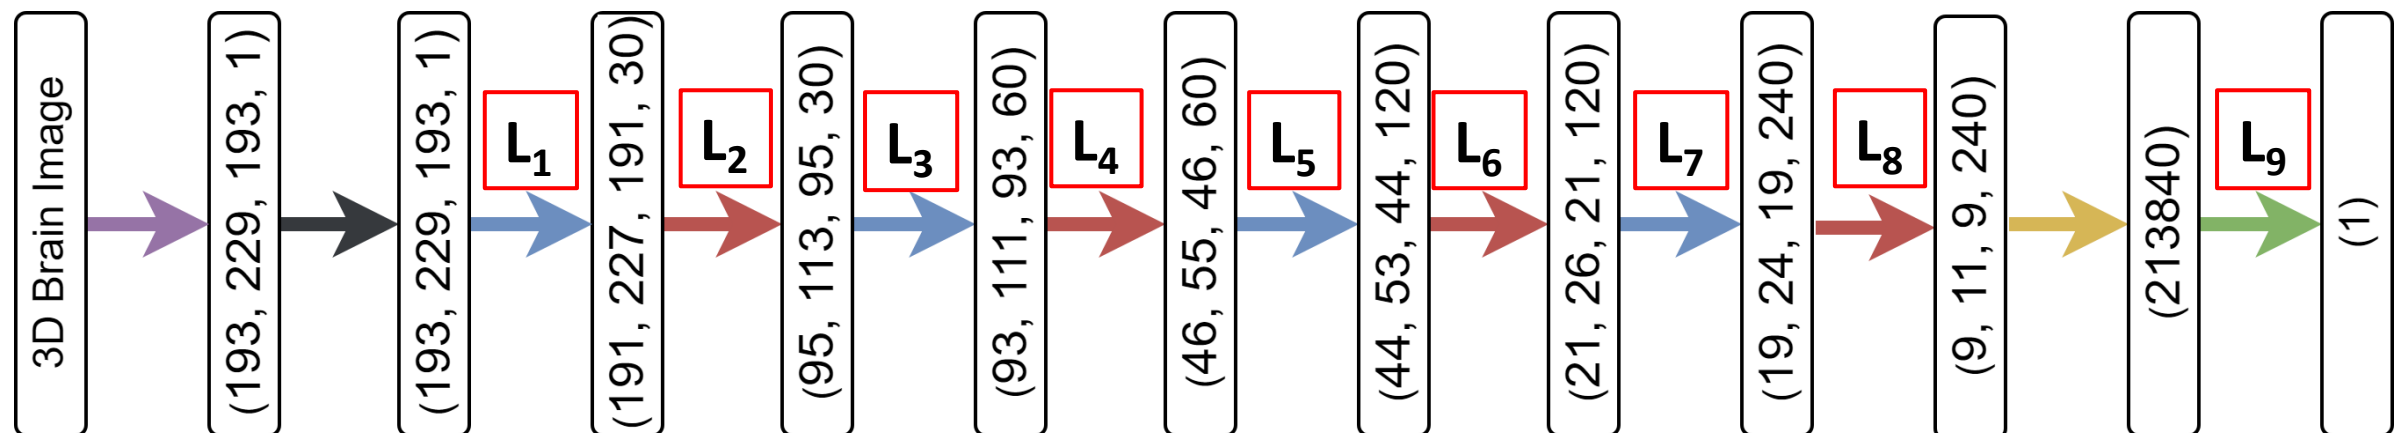 3D Brain Image
(193, 229, 193, 1)
(193, 229, 193, 1)
L₁
(191, 227, 191, 30)
L₂
(95, 113, 95, 30)
L₃
(93, 111, 93, 60)
L₄
(46, 55, 46, 60)
L₅
(44, 53, 44, 120)
L₆
(21, 26, 21, 120)
L₇
(19, 24, 19, 240)
L₈
(9, 11, 9, 240)
(213840)
L₉
(1)